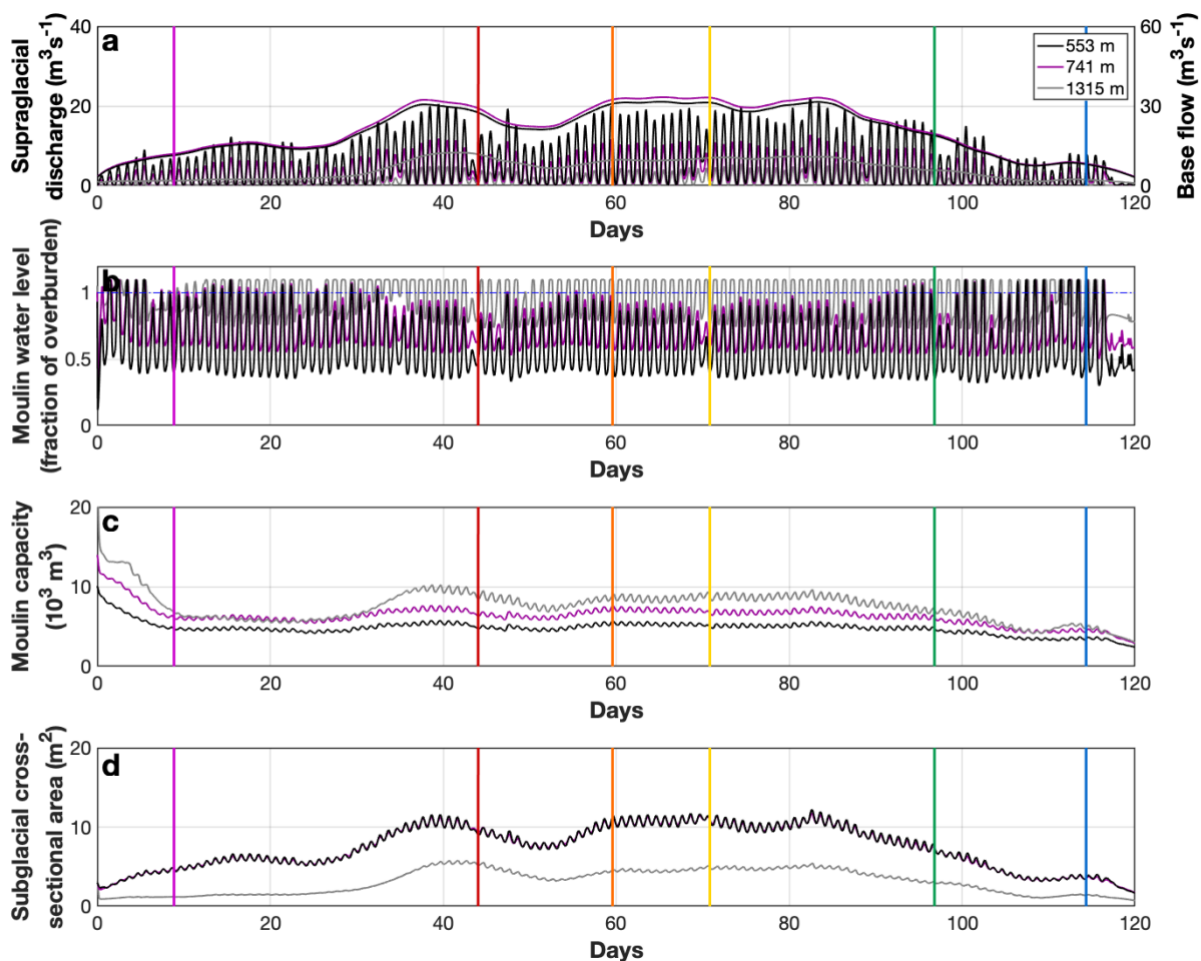 a
Supraglacial
discharge (m³s⁻¹)
40
20
0
60
30
0
Base flow (m³s⁻¹)
553 m
741 m
1315 m
0 20 40 60 80 100 120
Days
b
Moulin water level
(fraction of overburden)
1
0.5
0
0 20 40 60 80 100 120
Days
c
Moulin capacity
(10³ m³)
20
10
0
0 20 40 60 80 100 120
Days
d
Subglacial cross-
sectional area (m²)
20
10
0
0 20 40 60 80 100 120
Days